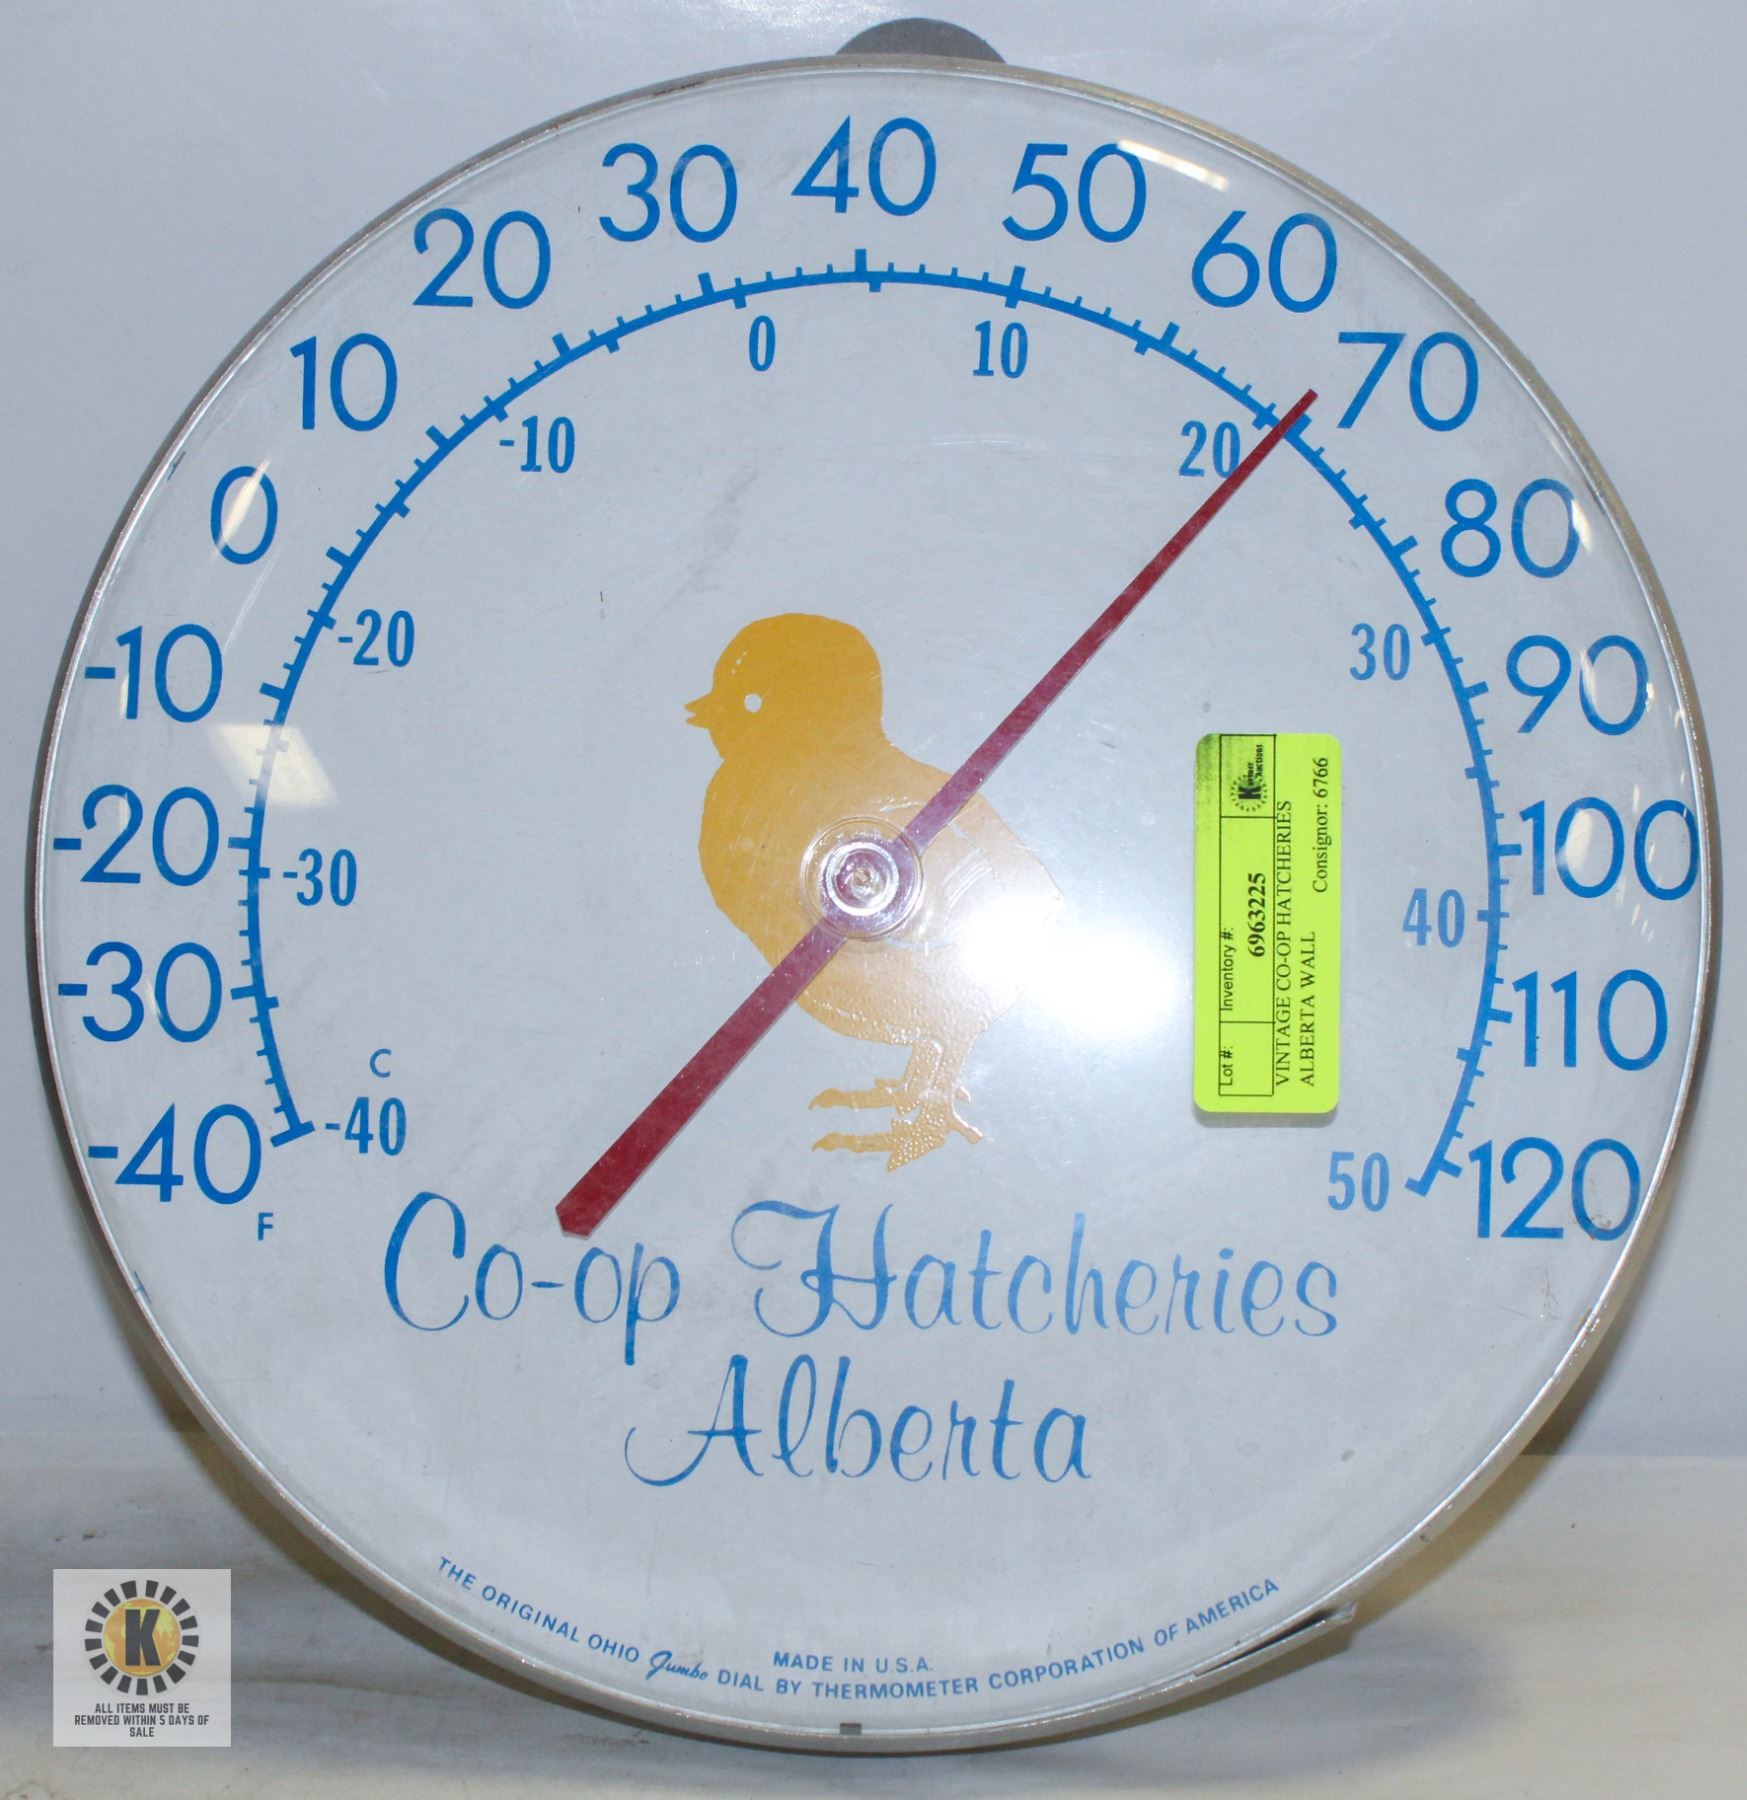 -40 -30 -20 -10 0 10 20 30 40 50 60 70 80 90 100 110 120
F
C
-40 -30 -20 -10 0 10 20 30 40 50
Lot #: Inventory #:
6963225
VINTAGE CO-OP HATCHERIES
ALBERTA WALL Consignor: 6766
K
Auctions
Co-op Hatcheries
Alberta
MADE IN U.S.A.
THE ORIGINAL OHIO Jumbo DIAL BY THERMOMETER CORPORATION OF AMERICA
K
ALL ITEMS MUST BE
REMOVED WITHIN 5 DAYS OF
SALE